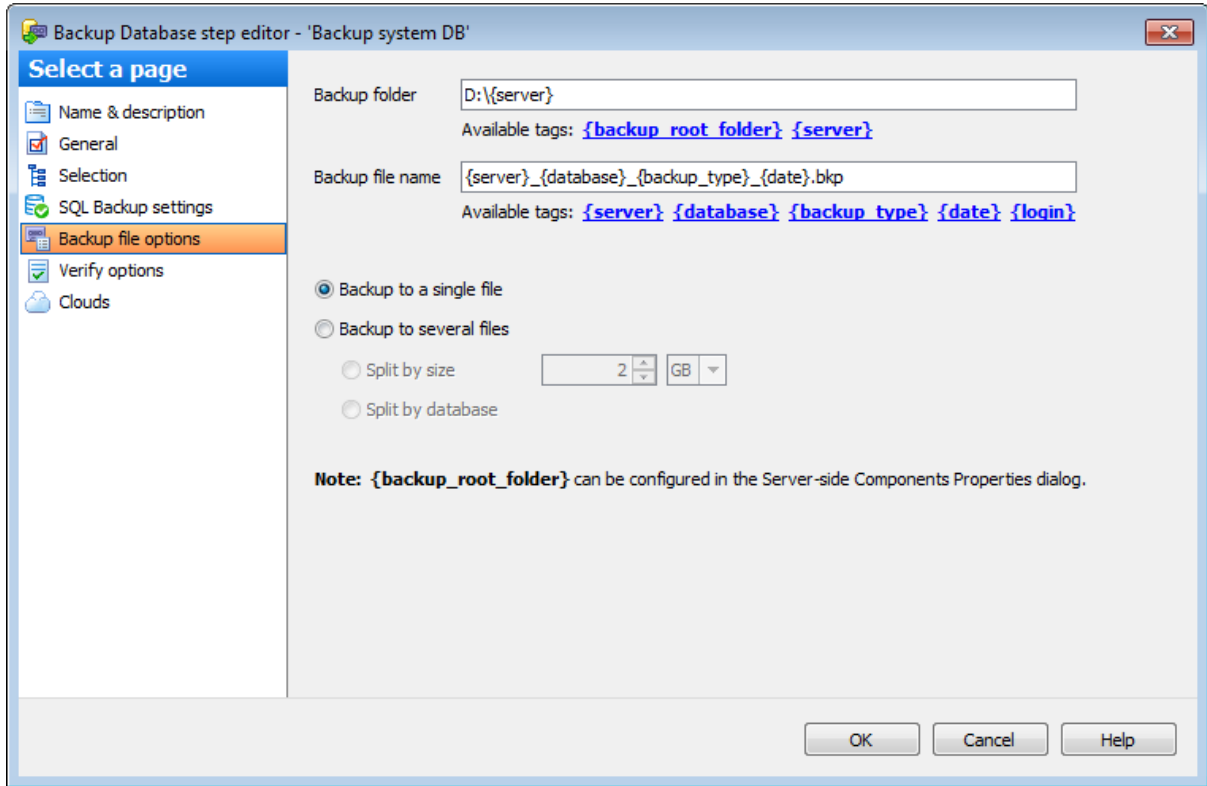 Backup Database step editor - 'Backup system DB'
Select a page
Name & description
General
Selection
SQL Backup settings
Backup file options
Verify options
Clouds
Backup folder D:\{server}
Available tags: {backup_root_folder} {server}
Backup file name {server}_{database}_{backup_type}_{date}.bkp
Available tags: {server} {database} {backup_type} {date} {login}
Backup to a single file
Backup to several files
Split by size 2 GB
Split by database
Note: {backup_root_folder} can be configured in the Server-side Components Properties dialog.
OK Cancel Help